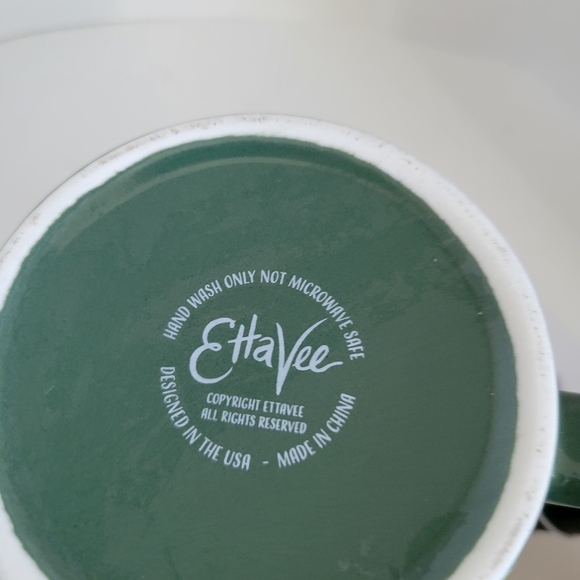 HAND WASH ONLY NOT MICROWAVE SAFE
EttaVee
COPYRIGHT ETTAVEE
ALL RIGHTS RESERVED
DESIGNED IN THE USA - MADE IN CHINA